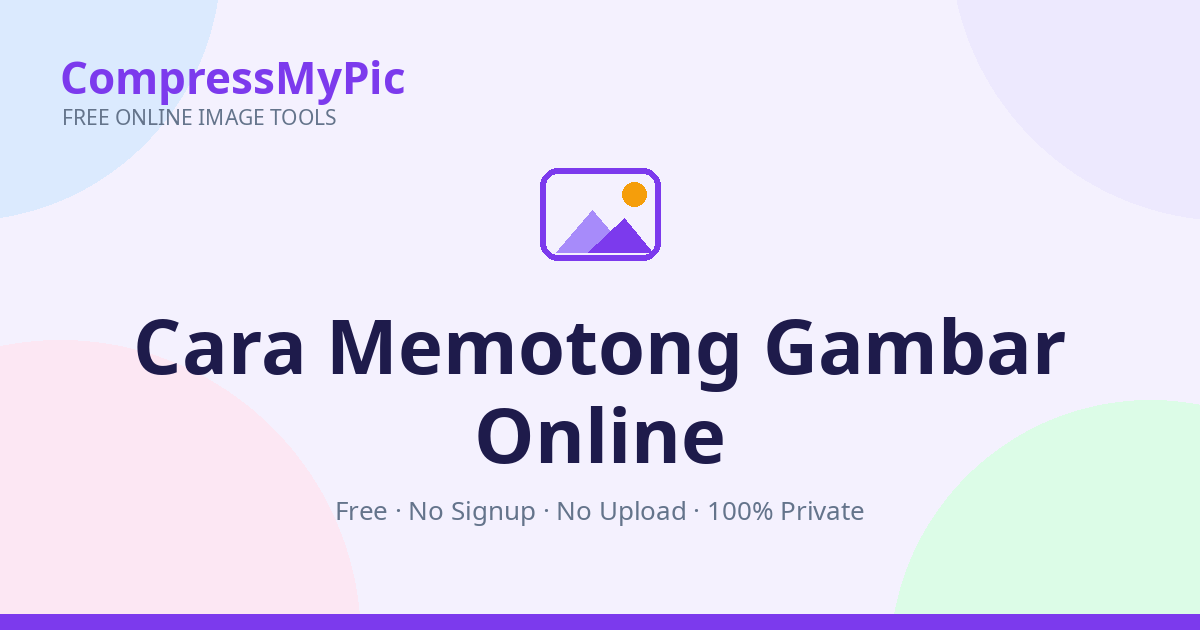 CompressMyPic
FREE ONLINE IMAGE TOOLS
Cara Memotong Gambar
Online
Free · No Signup · No Upload · 100% Private